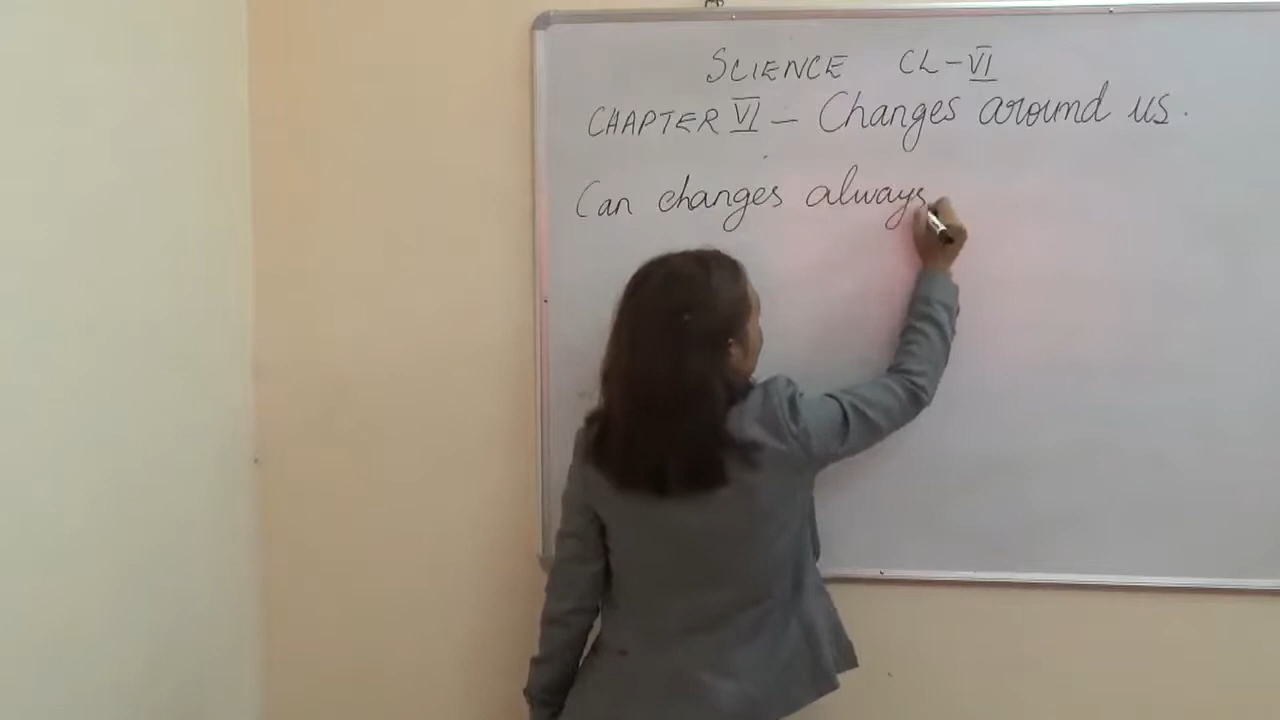 SCIENCE CL-VI
CHAPTER VI - Changes around us.
Can changes always